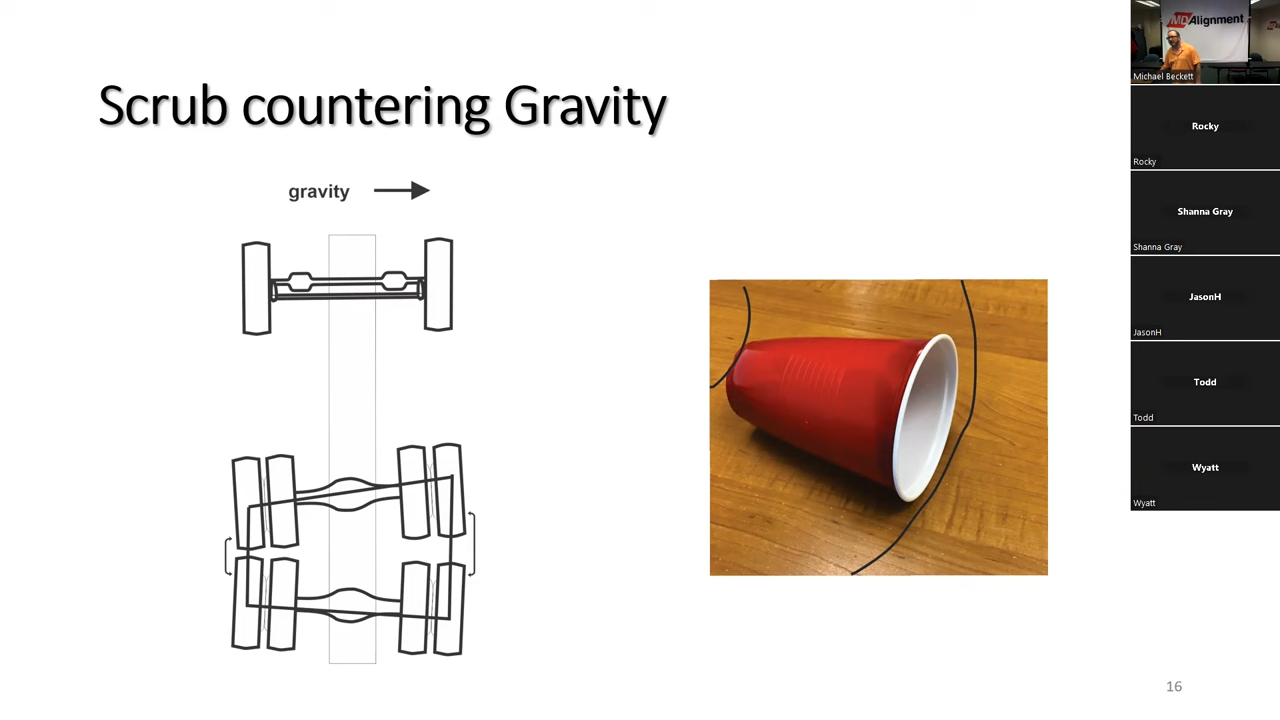 Scrub countering Gravity
gravity
16
MD Alignment
Michael Beckett
Rocky
Rocky
Shanna Gray
Shanna Gray
JasonH
JasonH
Todd
Todd
Wyatt
Wyatt